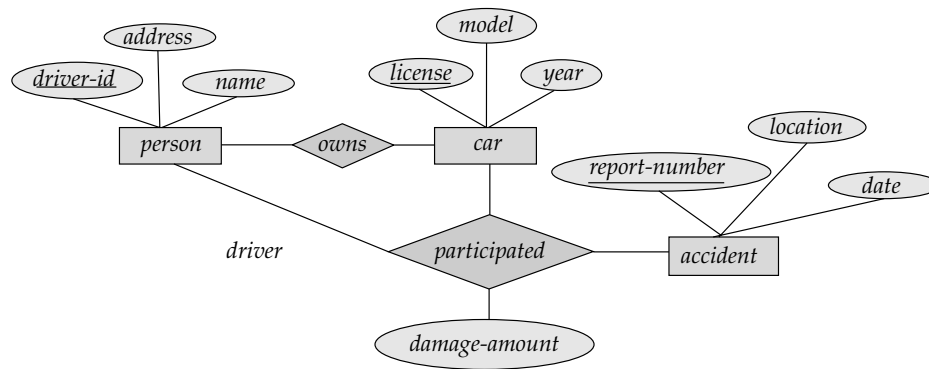 model
address
driver-id
name
license
year
person
owns
car
location
report-number
date
driver
participated
accident
damage-amount